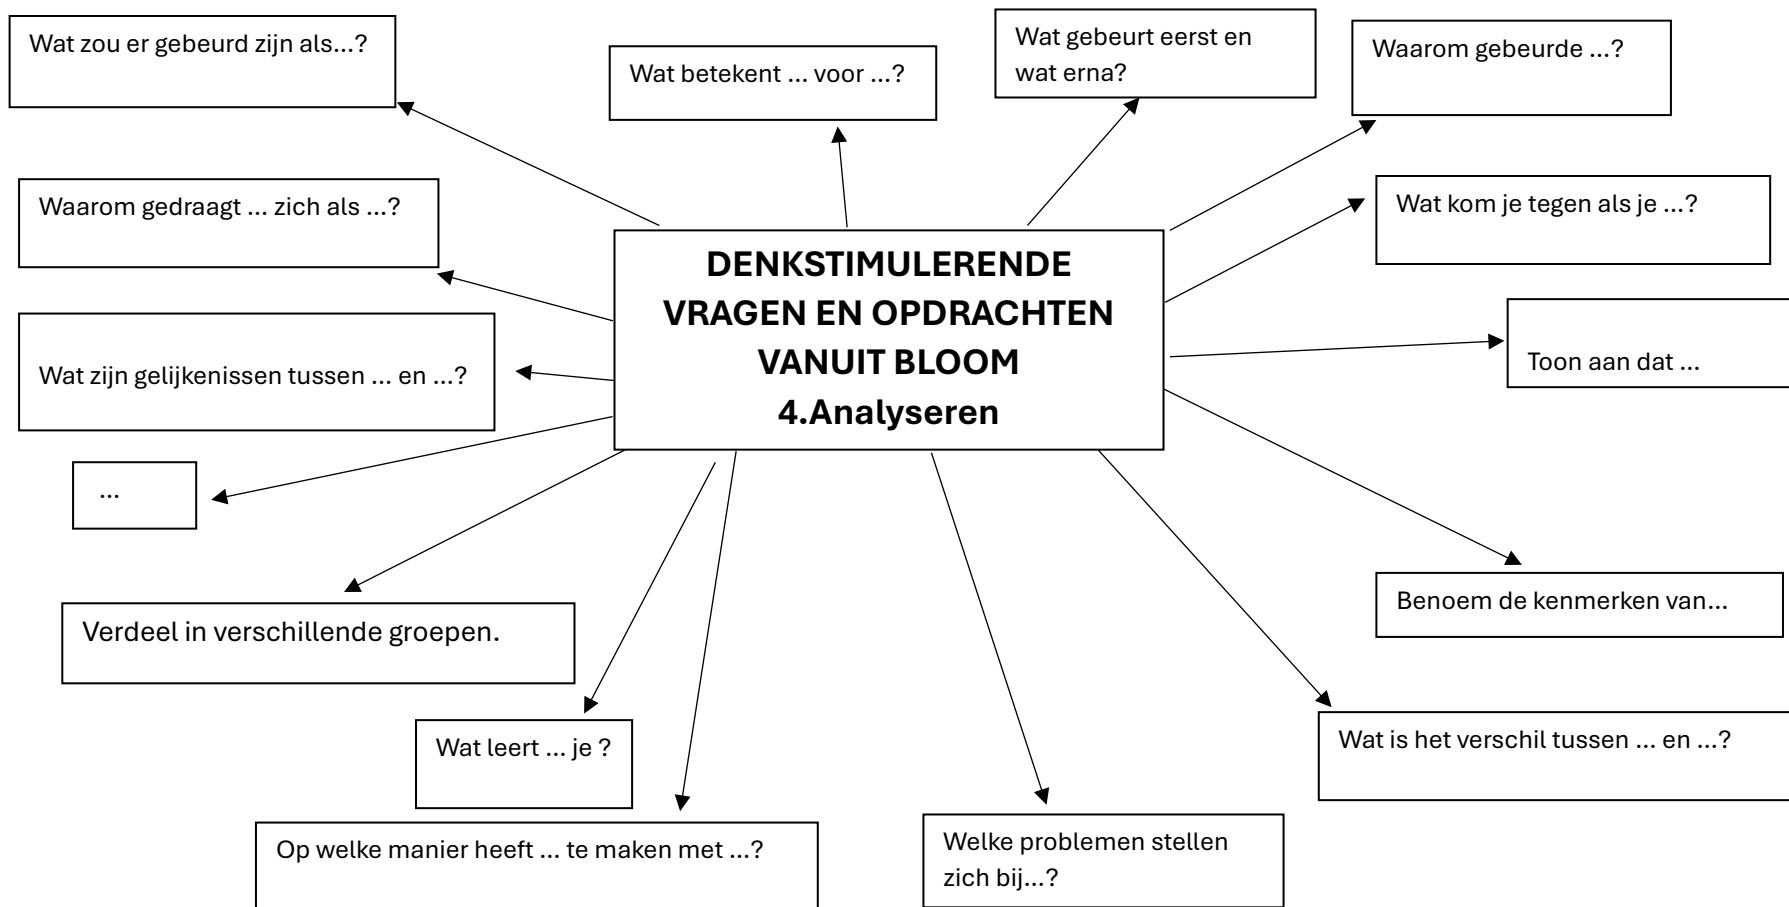 Wat zou er gebeurd zijn als...?
Wat betekent ... voor ...?
Wat gebeurt eerst en
wat erna?
Waarom gebeurde ...?
Waarom gedraagt ... zich als ...?
Wat kom je tegen als je ...?
DENKSTIMULERENDE
VRAGEN EN OPDRACHTEN
VANUIT BLOOM
4.Analyseren
Wat zijn gelijkenissen tussen ... en ...?
Toon aan dat ...
...
Verdeel in verschillende groepen.
Benoem de kenmerken van...
Wat leert ... je ?
Wat is het verschil tussen ... en ...?
Op welke manier heeft ... te maken met ...?
Welke problemen stellen
zich bij...?